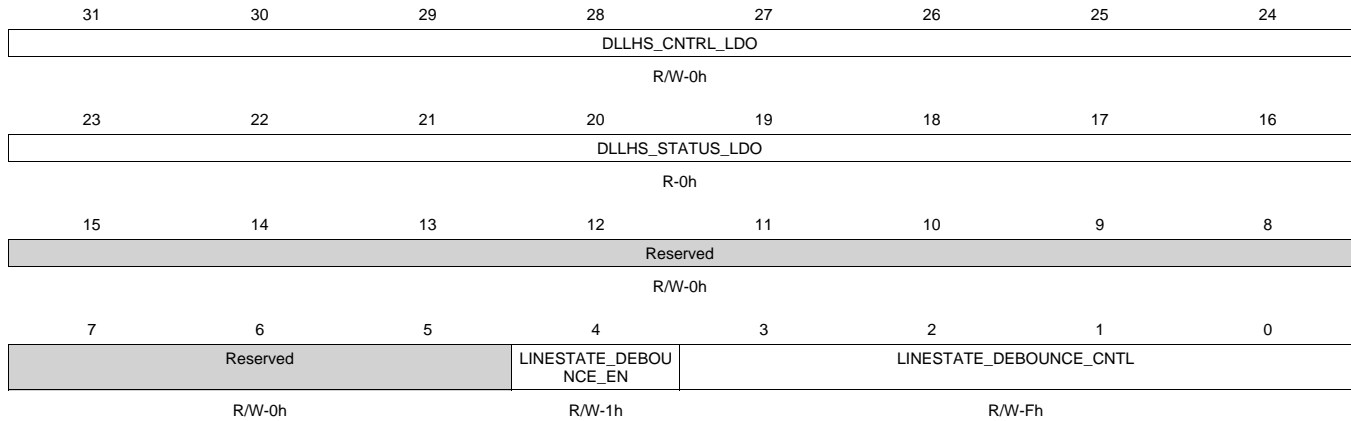 31 30 29 28 27 26 25 24
DLLHS_CNTRL_LDO
R/W-0h
23 22 21 20 19 18 17 16
DLLHS_STATUS_LDO
R-0h
15 14 13 12 11 10 9 8
Reserved
R/W-0h
7 6 5 4 3 2 1 0
Reserved LINESTATE_DEBOU LINESTATE_DEBOUNCE_CNTL
NCE_EN
R/W-0h R/W-1h R/W-Fh